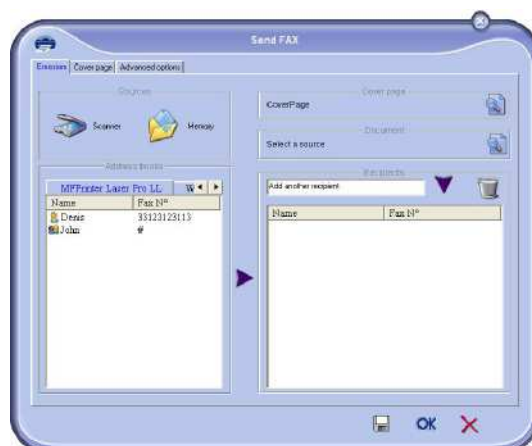 Send FAX
Emission Cover page Advanced options
Sources
Scanner Memory
Address books
MFPrinter Laser Pro LL W
Name Fax N°
Denis 33123123113
John #
Cover page
CoverPage
Document
Select a source
Recipients
Add another recipient
Name Fax N°
OK